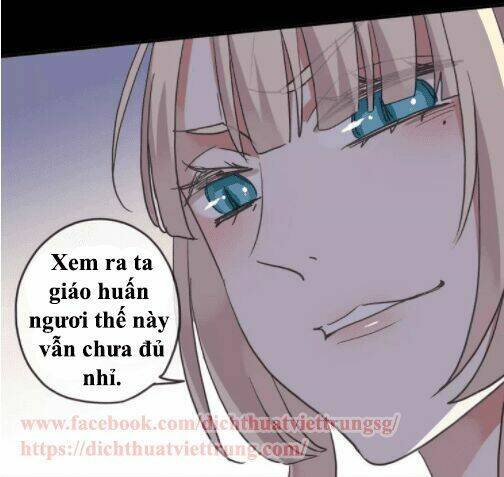 Xem ra ta
giáo huấn
ngươi thế này
vẫn chưa đủ
nhỉ.
www.facebook.com/dichthuatviettrungsg/
https://dichthuatviettrung.com/